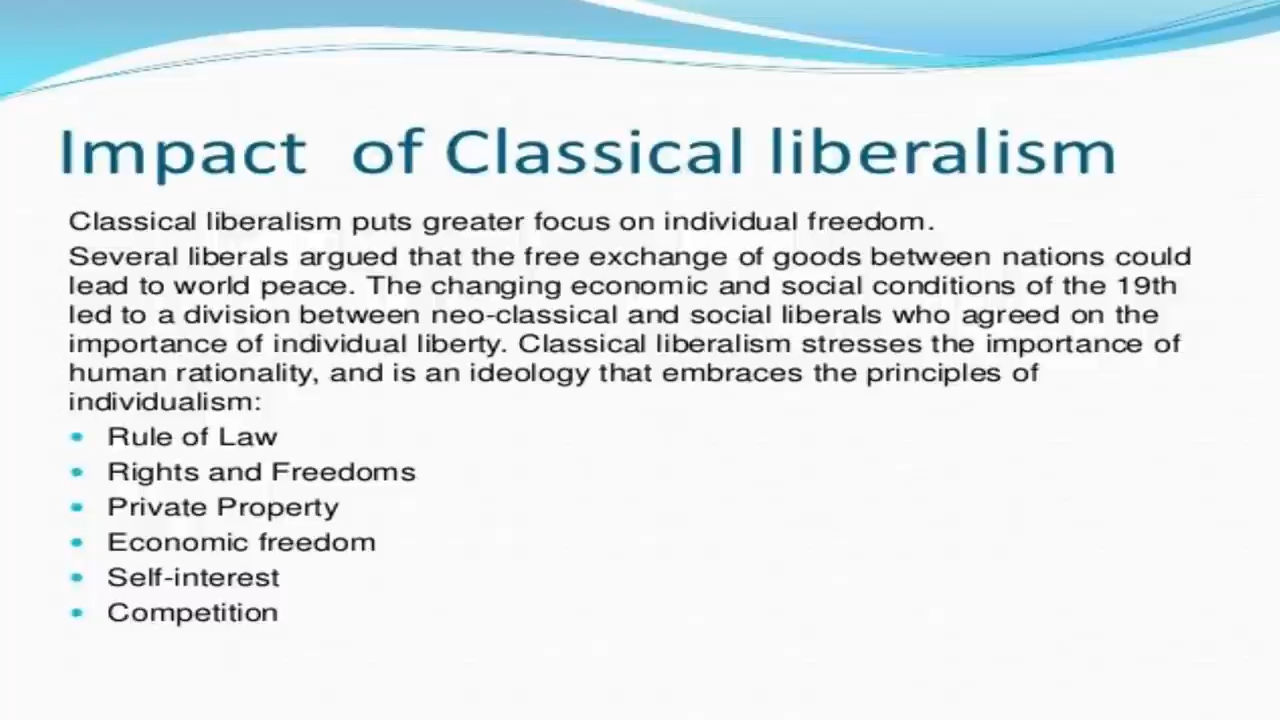 Impact of Classical liberalism
Classical liberalism puts greater focus on individual freedom.
Several liberals argued that the free exchange of goods between nations could
lead to world peace. The changing economic and social conditions of the 19th
led to a division between neo-classical and social liberals who agreed on the
importance of individual liberty. Classical liberalism stresses the importance of
human rationality, and is an ideology that embraces the principles of
individualism:
• Rule of Law
• Rights and Freedoms
• Private Property
• Economic freedom
• Self-interest
• Competition